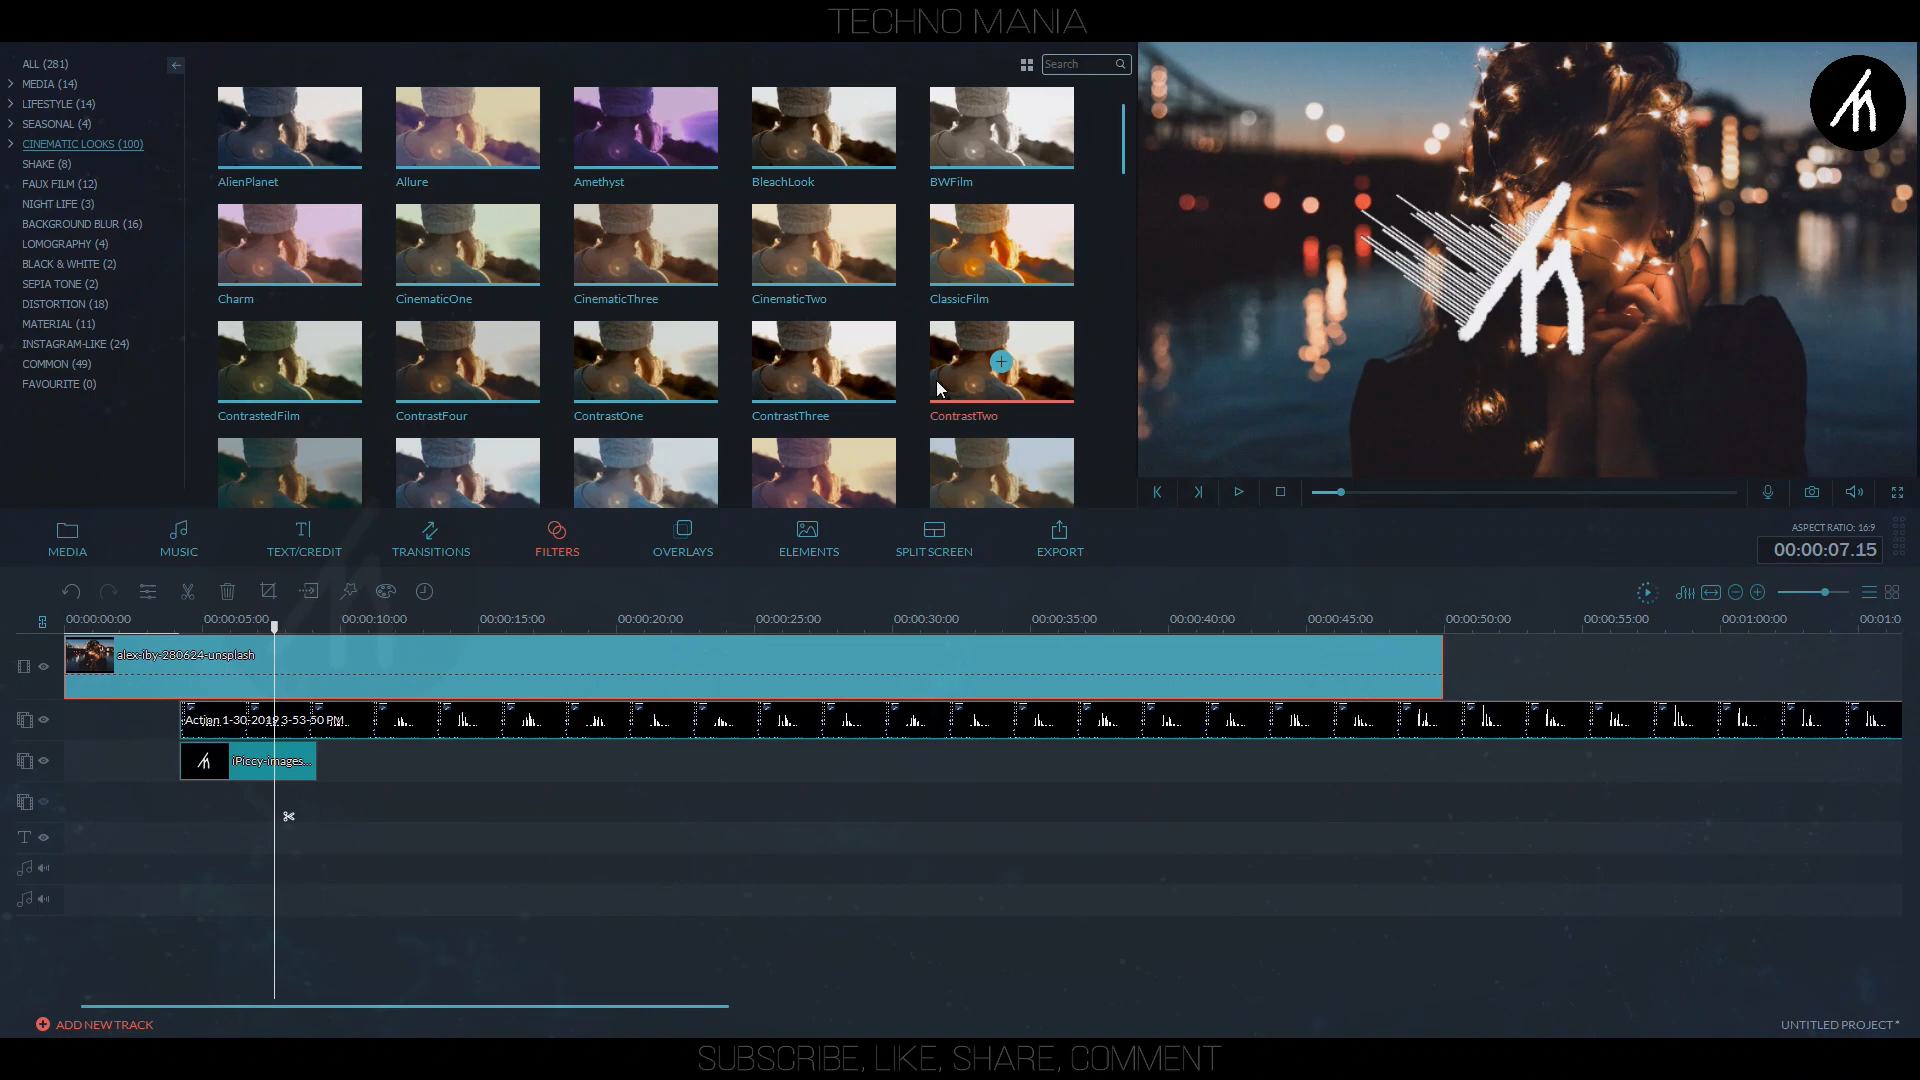 TECHNO MANIA
ALL (281)
MEDIA (14)
LIFESTYLE (14)
SEASONAL (4)
CINEMATIC LOOKS (100)
SHAKE (8)
FAUX FILM (12)
NIGHT LIFE (3)
BACKGROUND BLUR (16)
LOMOGRAPHY (4)
BLACK & WHITE (2)
SEPIA TONE (2)
DISTORTION (18)
MATERIAL (11)
INSTAGRAM-LIKE (24)
COMMON (49)
FAVOURITE (0)
Search
AlienPlanet
Allure
Amethyst
BleachLook
BWFilm
Charm
CinematicOne
CinematicThree
CinematicTwo
ClassicFilm
ContrastedFilm
ContrastFour
ContrastOne
ContrastThree
ContrastTwo
MEDIA
MUSIC
TEXT/CREDIT
TRANSITIONS
FILTERS
OVERLAYS
ELEMENTS
SPLIT SCREEN
EXPORT
ASPECT RATIO: 16:9
00:00:07.15
00:00:00:00
00:00:05:00
00:00:10:00
00:00:15:00
00:00:20:00
00:00:25:00
00:00:30:00
00:00:35:00
00:00:40:00
00:00:45:00
00:00:50:00
00:00:55:00
00:01:00:00
00:01:0
alex-iby-280624-unsplash
Action 1-30-2019 3-53-50 PM
iPiccy-images...
ADD NEW TRACK
UNTITLED PROJECT *
SUBSCRIBE, LIKE, SHARE, COMMENT